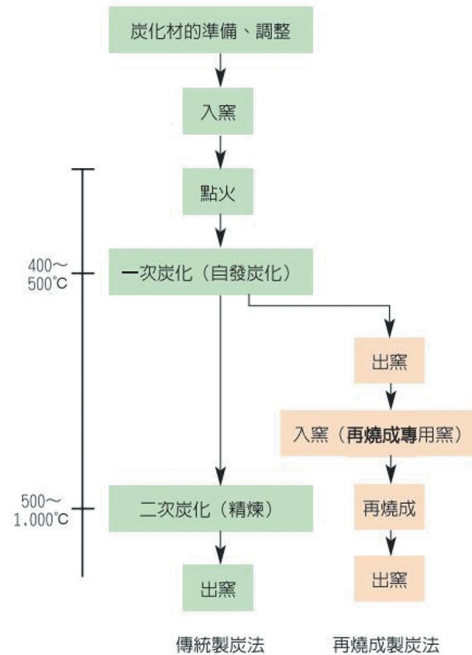 炭化材的準備、調整
入窯
點火
400～
500℃
一次炭化（自發炭化）
出窯
入窯（再燒成專用窯）
500～
1.000℃
二次炭化（精煉）
再燒成
出窯
出窯
傳統製炭法
再燒成製炭法